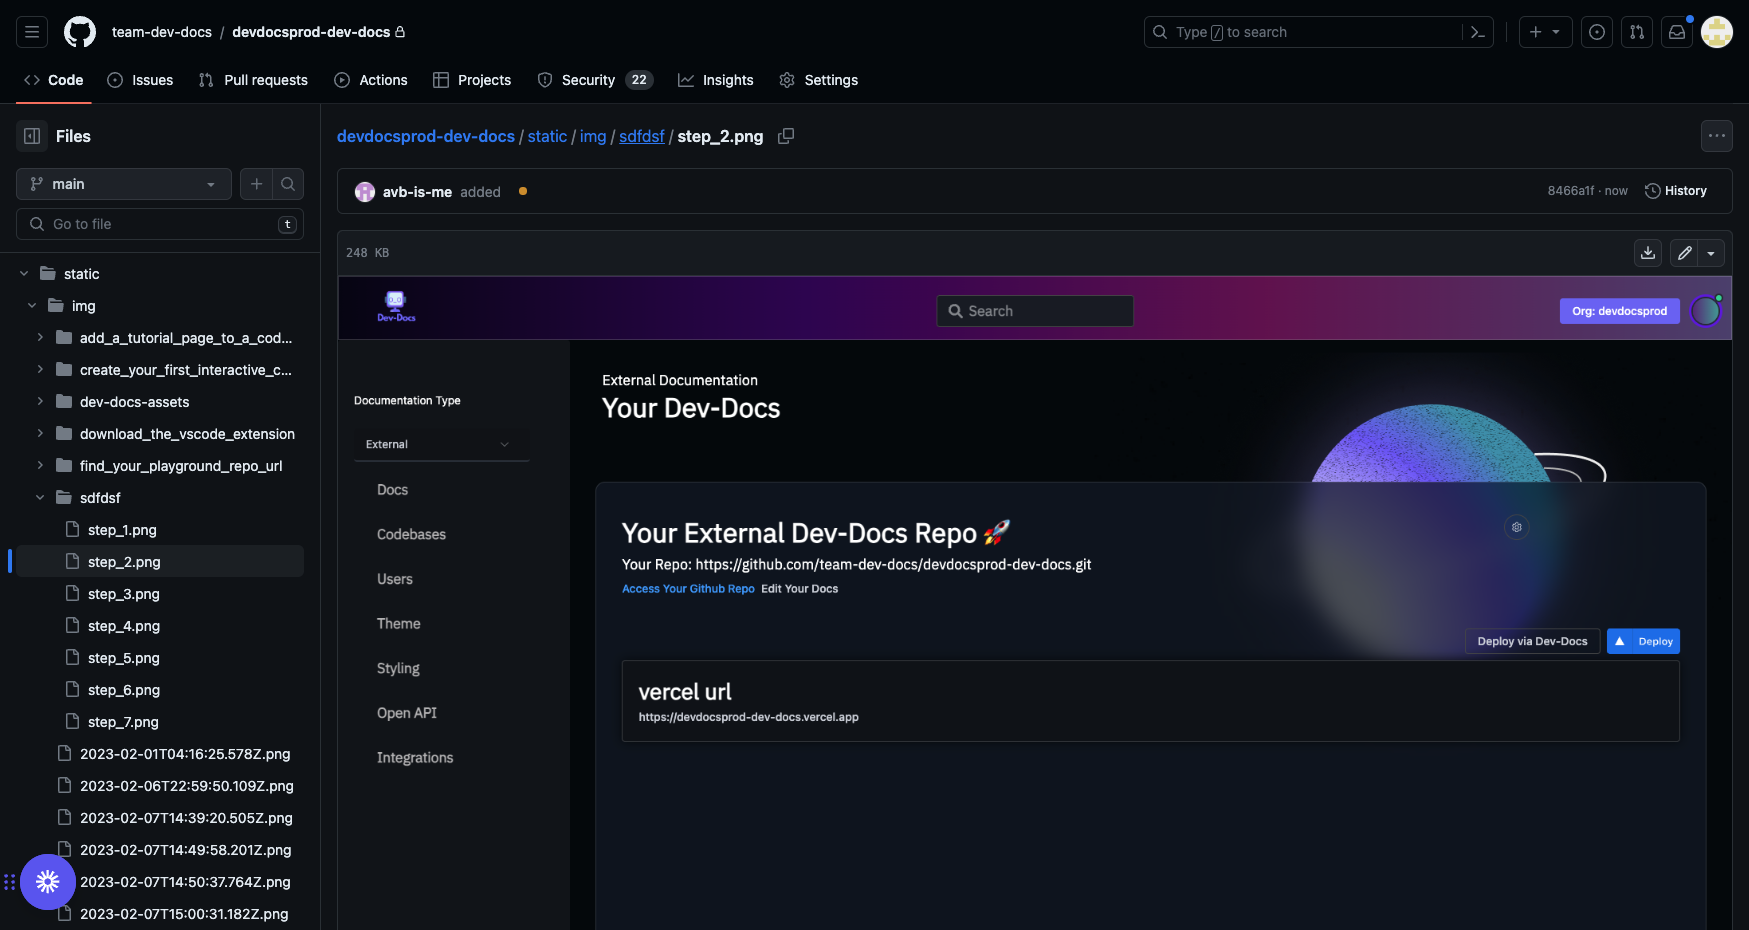 team-dev-docs / devdocsprod-dev-docs
Type / to search
Code
Issues
Pull requests
Actions
Projects
Security 22
Insights
Settings
Files
main
Go to file
t
static
img
add_a_tutorial_page_to_a_cod...
create_your_first_interactive_c...
dev-docs-assets
download_the_vscode_extension
find_your_playground_repo_url
sdfdsf
step_1.png
step_2.png
step_3.png
step_4.png
step_5.png
step_6.png
step_7.png
2023-02-01T04:16:25.578Z.png
2023-02-06T22:59:50.109Z.png
2023-02-07T14:39:20.505Z.png
2023-02-07T14:49:58.201Z.png
2023-02-07T14:50:37.764Z.png
2023-02-07T15:00:31.182Z.png
devdocsprod-dev-docs / static / img / sdfdsf / step_2.png
avb-is-me added
8466a1f · now
History
248 KB
Dev-Docs
Search
Org: devdocsprod
Documentation Type
External
Docs
Codebases
Users
Theme
Styling
Open API
Integrations
External Documentation
Your Dev-Docs
Your External Dev-Docs Repo 🚀
Your Repo: https://github.com/team-dev-docs/devdocsprod-dev-docs.git
Access Your Github Repo Edit Your Docs
Deploy via Dev-Docs
Deploy
vercel url
https://devdocsprod-dev-docs.vercel.app